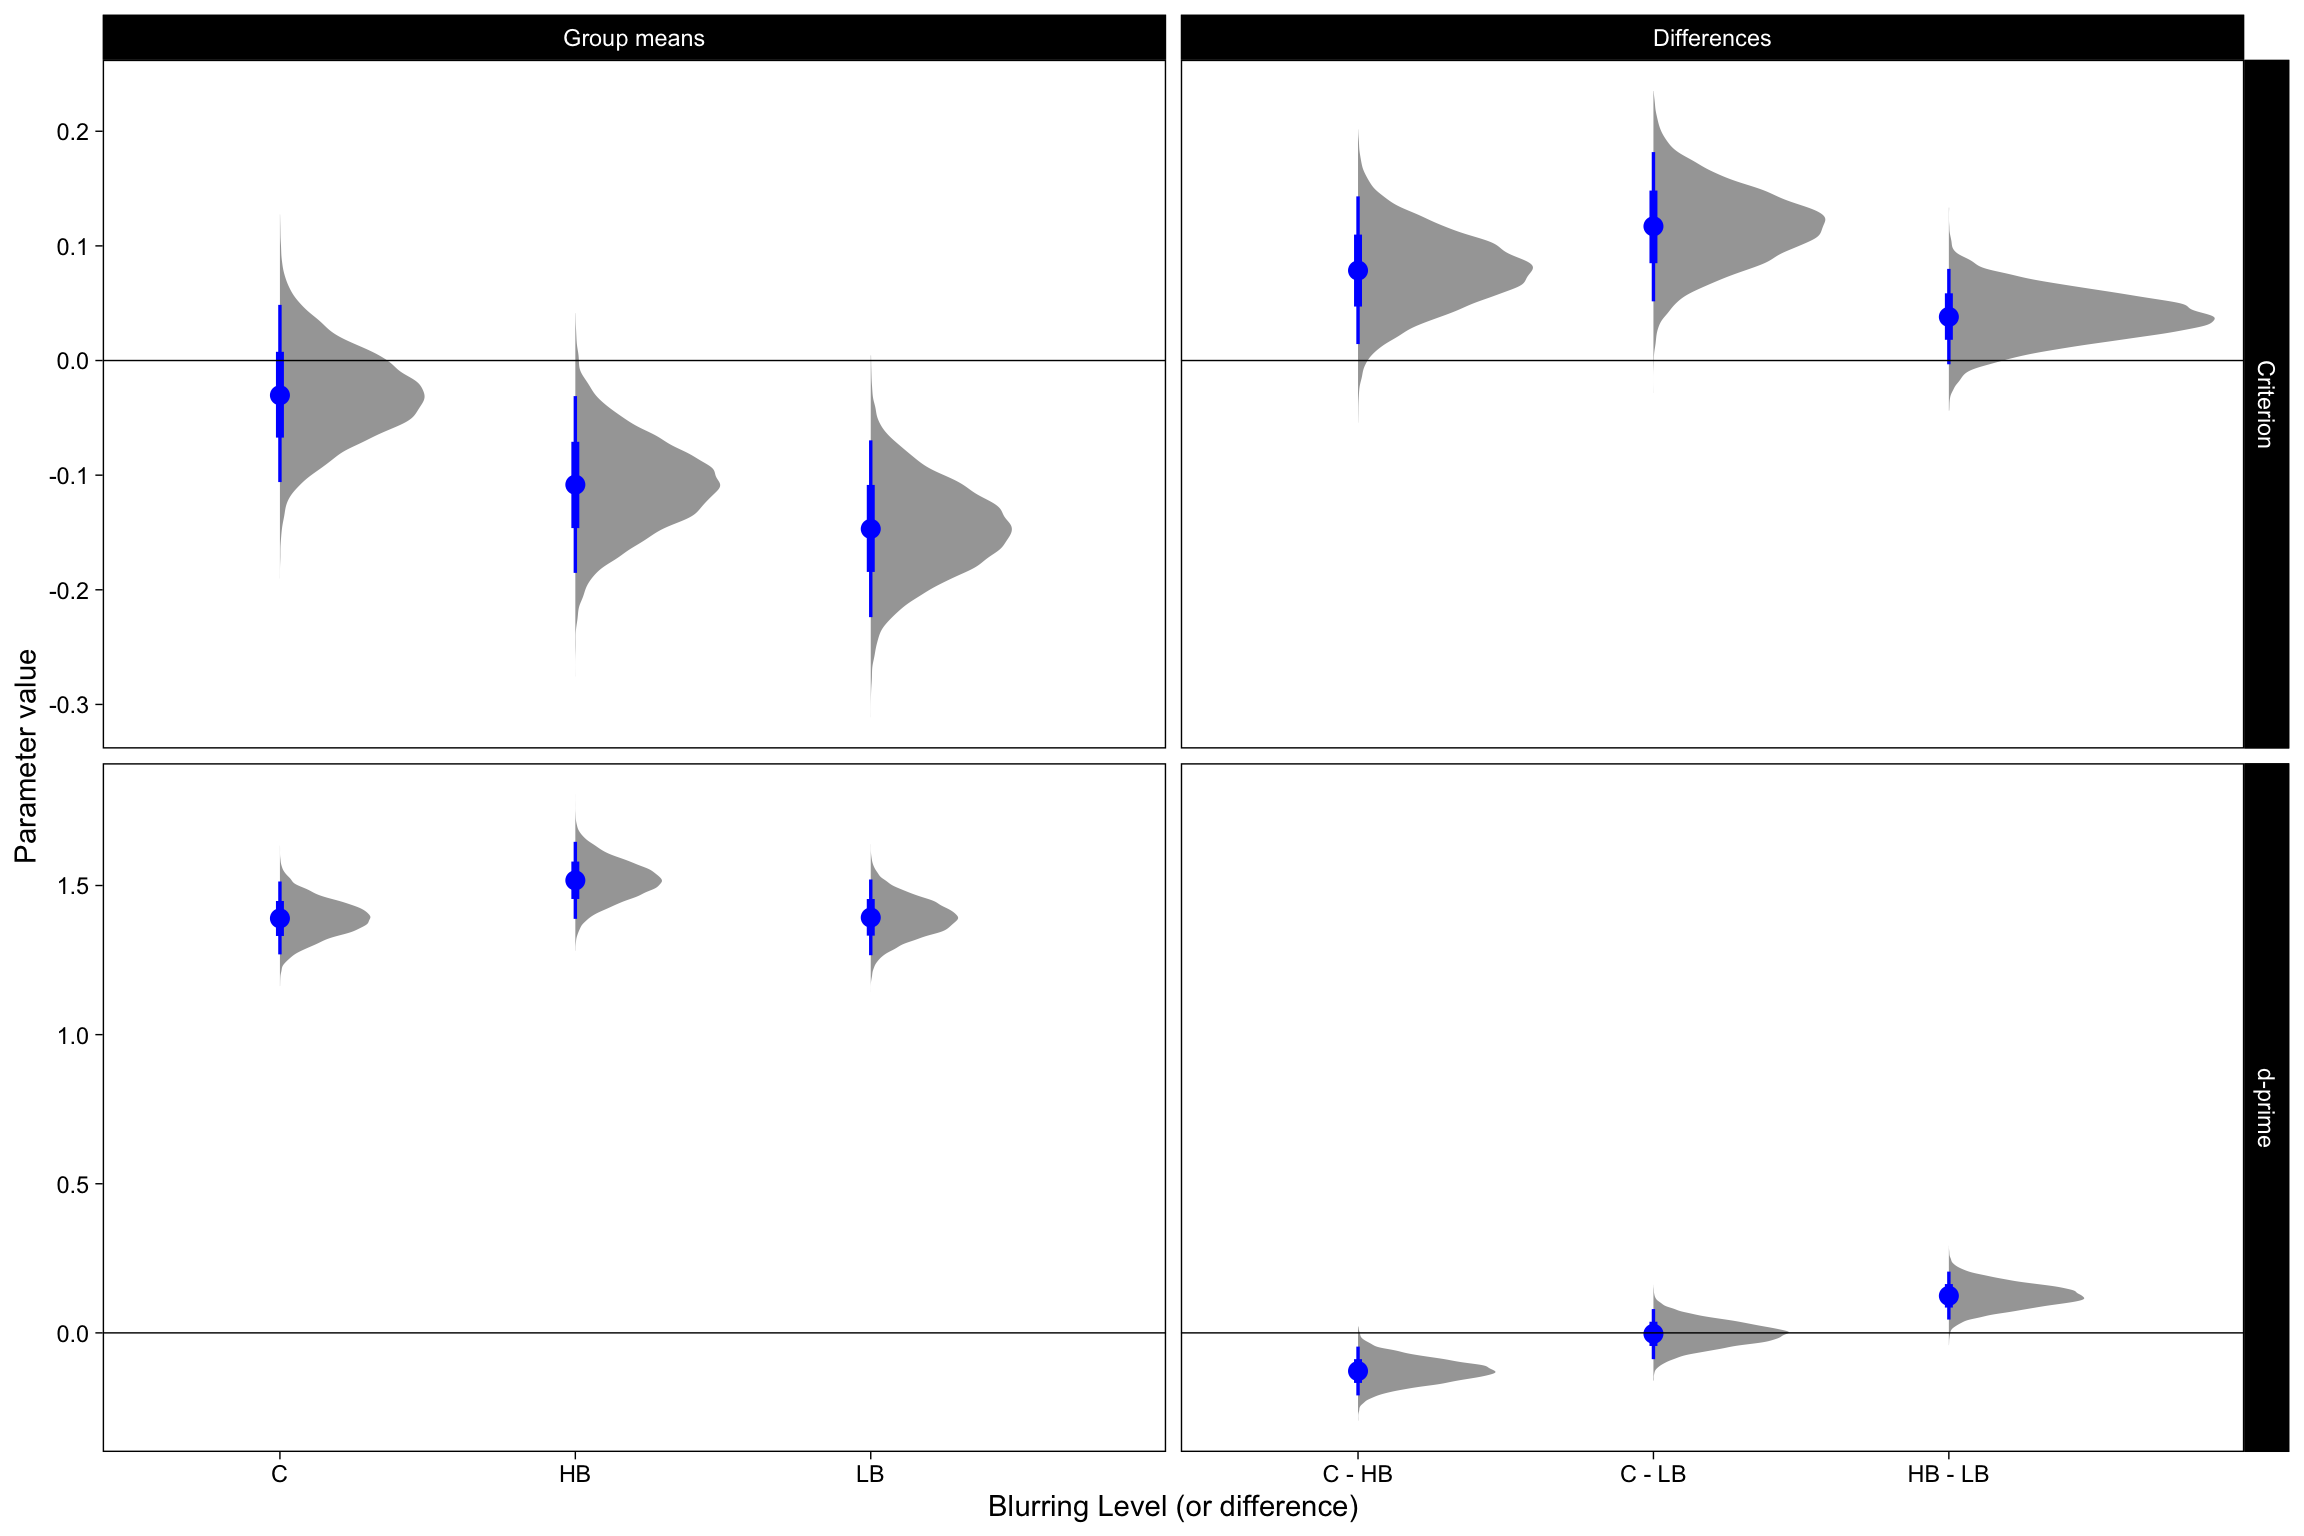 Group means
Differences
0.2
0.1
0.0
-0.1
-0.2
-0.3
Criterion
Parameter value
1.5
1.0
0.5
0.0
d-prime
C
HB
LB
C - HB
C - LB
HB - LB
Blurring Level (or difference)